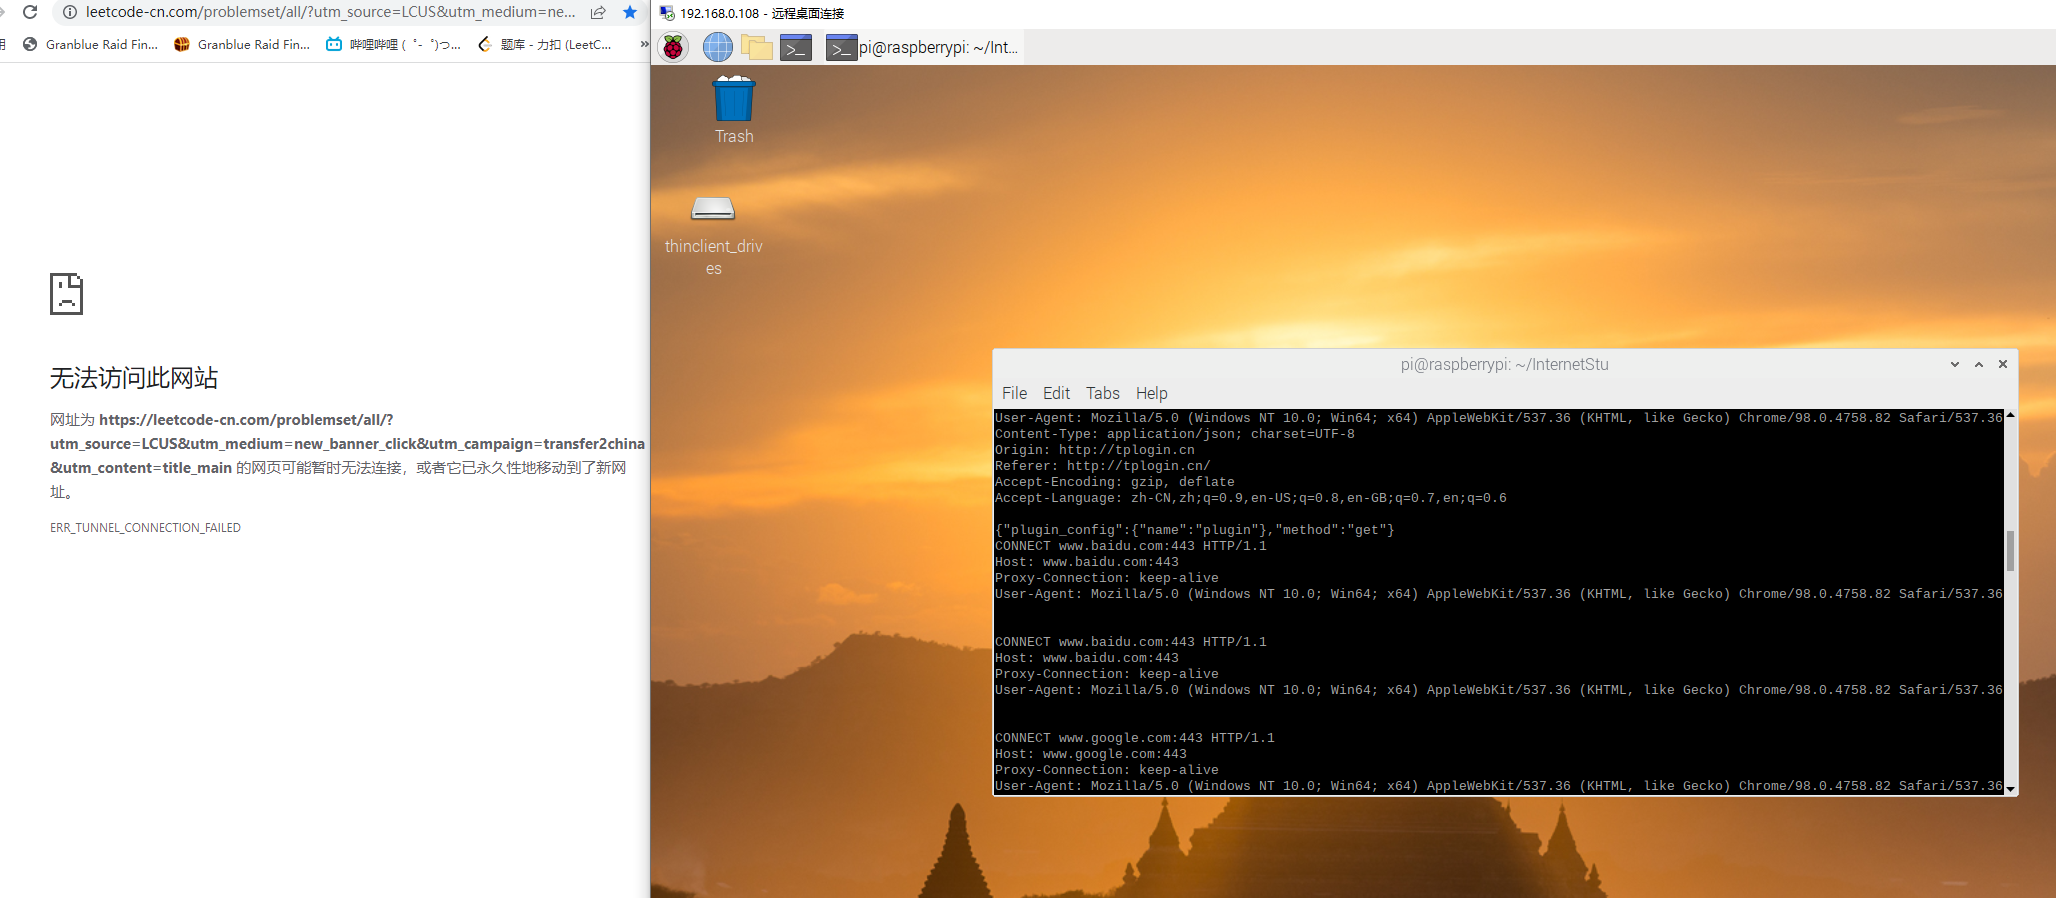 leetcode-cn.com/problemset/all/?utm_source=LCUS&utm_medium=ne...
Granblue Raid Fin...
Granblue Raid Fin...
哔哩哔哩 ( ゜- ゜)つ...
题库 - 力扣 (LeetC...
»
无法访问此网站
网址为 https://leetcode-cn.com/problemset/all/?
utm_source=LCUS&utm_medium=new_banner_click&utm_campaign=transfer2china
&utm_content=title_main 的网页可能暂时无法连接，或者它已永久性地移动到了新网
址。
ERR_TUNNEL_CONNECTION_FAILED
192.168.0.108 - 远程桌面连接
pi@raspberrypi: ~/Int...
Trash
thinclient_driv
es
pi@raspberrypi: ~/InternetStu
File Edit Tabs Help
User-Agent: Mozilla/5.0 (Windows NT 10.0; Win64; x64) AppleWebKit/537.36 (KHTML, like Gecko) Chrome/98.0.4758.82 Safari/537.36
Content-Type: application/json; charset=UTF-8
Origin: http://tplogin.cn
Referer: http://tplogin.cn/
Accept-Encoding: gzip, deflate
Accept-Language: zh-CN,zh;q=0.9,en-US;q=0.8,en-GB;q=0.7,en;q=0.6
{"plugin_config":{"name":"plugin"},"method":"get"}
CONNECT www.baidu.com:443 HTTP/1.1
Host: www.baidu.com:443
Proxy-Connection: keep-alive
User-Agent: Mozilla/5.0 (Windows NT 10.0; Win64; x64) AppleWebKit/537.36 (KHTML, like Gecko) Chrome/98.0.4758.82 Safari/537.36
CONNECT www.baidu.com:443 HTTP/1.1
Host: www.baidu.com:443
Proxy-Connection: keep-alive
User-Agent: Mozilla/5.0 (Windows NT 10.0; Win64; x64) AppleWebKit/537.36 (KHTML, like Gecko) Chrome/98.0.4758.82 Safari/537.36
CONNECT www.google.com:443 HTTP/1.1
Host: www.google.com:443
Proxy-Connection: keep-alive
User-Agent: Mozilla/5.0 (Windows NT 10.0; Win64; x64) AppleWebKit/537.36 (KHTML, like Gecko) Chrome/98.0.4758.82 Safari/537.36